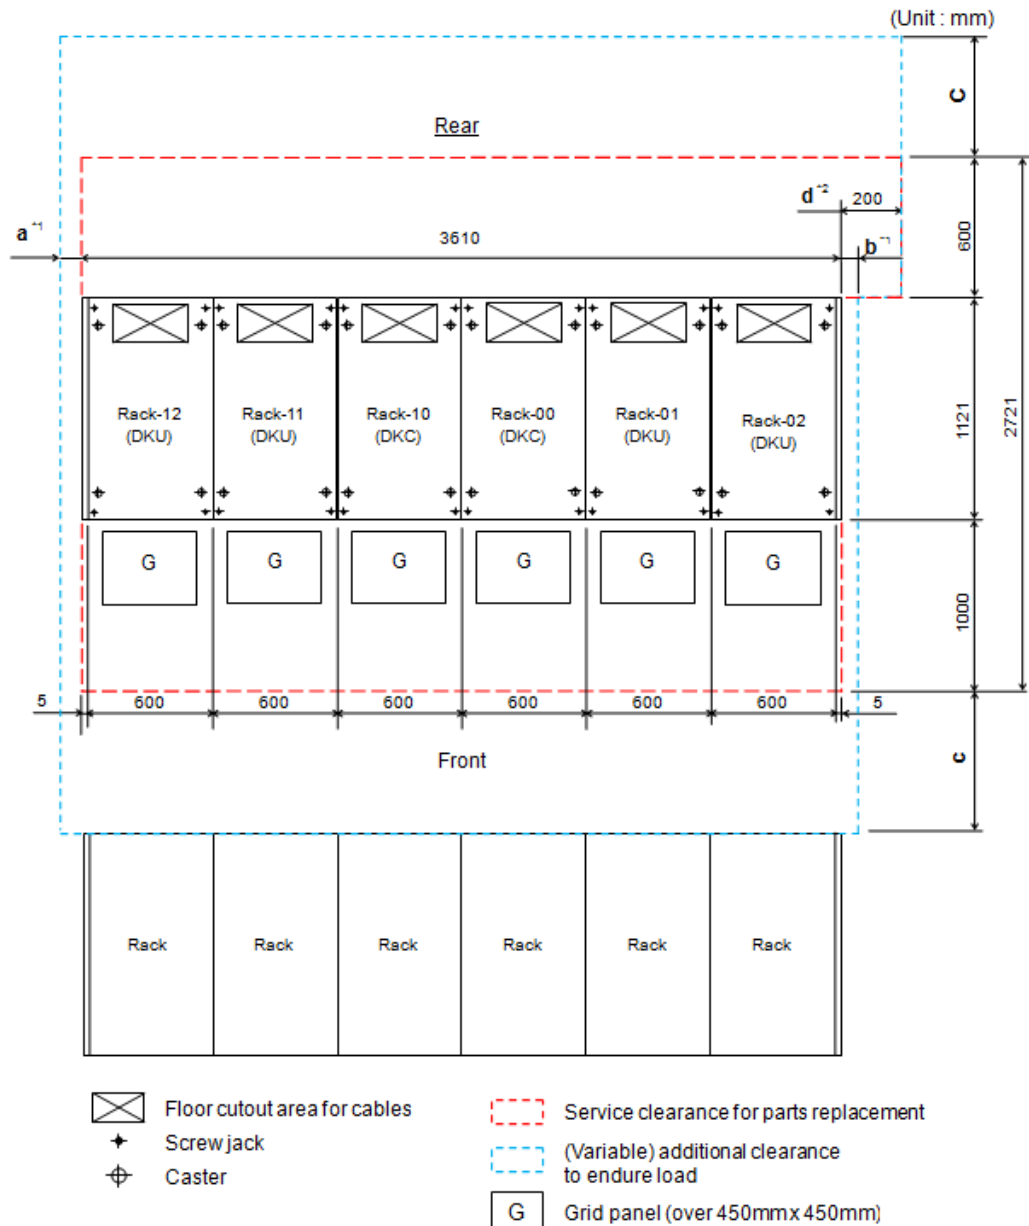 (Unit : mm)
C
Rear
d*2
200
a*1
3610
b*1
600
2721
Rack-12
(DKU)
Rack-11
(DKU)
Rack-10
(DKC)
Rack-00
(DKC)
Rack-01
(DKU)
Rack-02
(DKU)
1121
G
G
G
G
G
G
1000
5
600
600
600
600
600
600
5
Front
c
Rack
Rack
Rack
Rack
Rack
Rack
Floor cutout area for cables
Screw jack
Caster
Service clearance for parts replacement
(Variable) additional clearance
to endure load
G
Grid panel (over 450mm x 450mm)